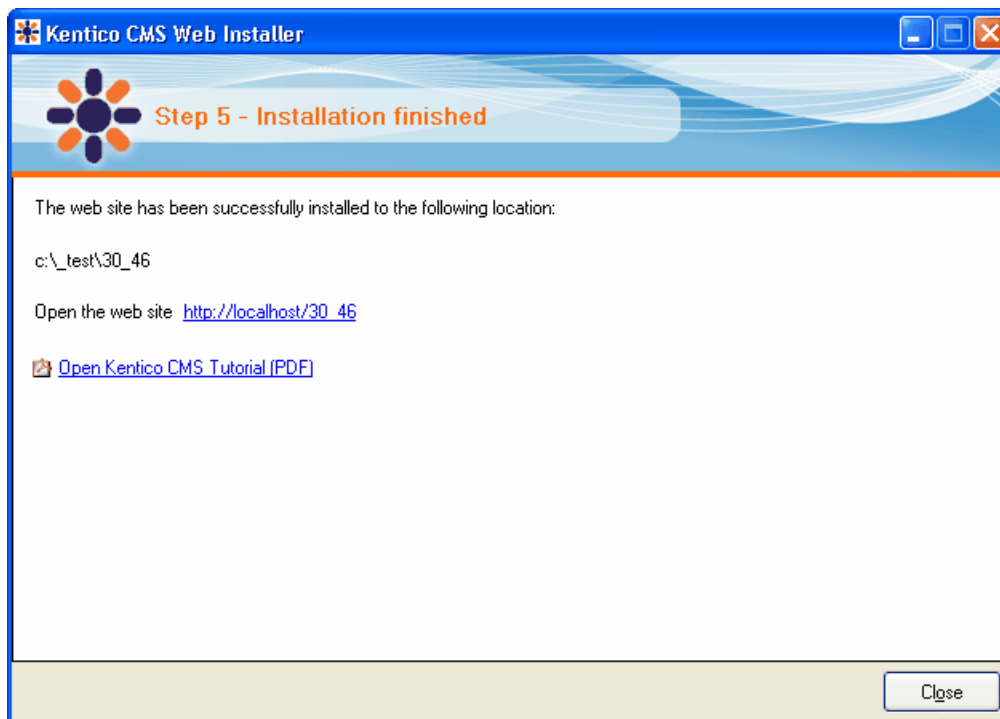 Kentico CMS Web Installer
Step 5 - Installation finished
The web site has been successfully installed to the following location:
c:\_test\30_46
Open the web site http://localhost/30_46
Open Kentico CMS Tutorial (PDF)
Close